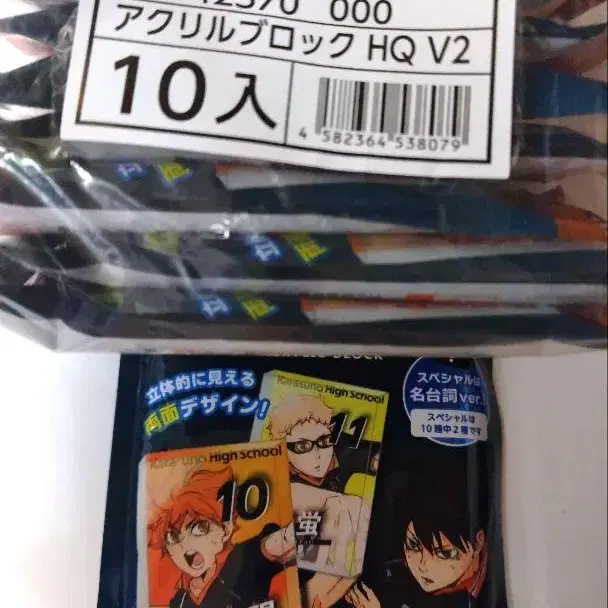 000
アクリルブロック HQ V2
10入
4 582364 538079
立体的に見える
両面デザイン!
スペシャルは
名台詞ver.!
スペシャルは
10種中2種です
Karasuno High School
11
蛍
Karasuno High School
10